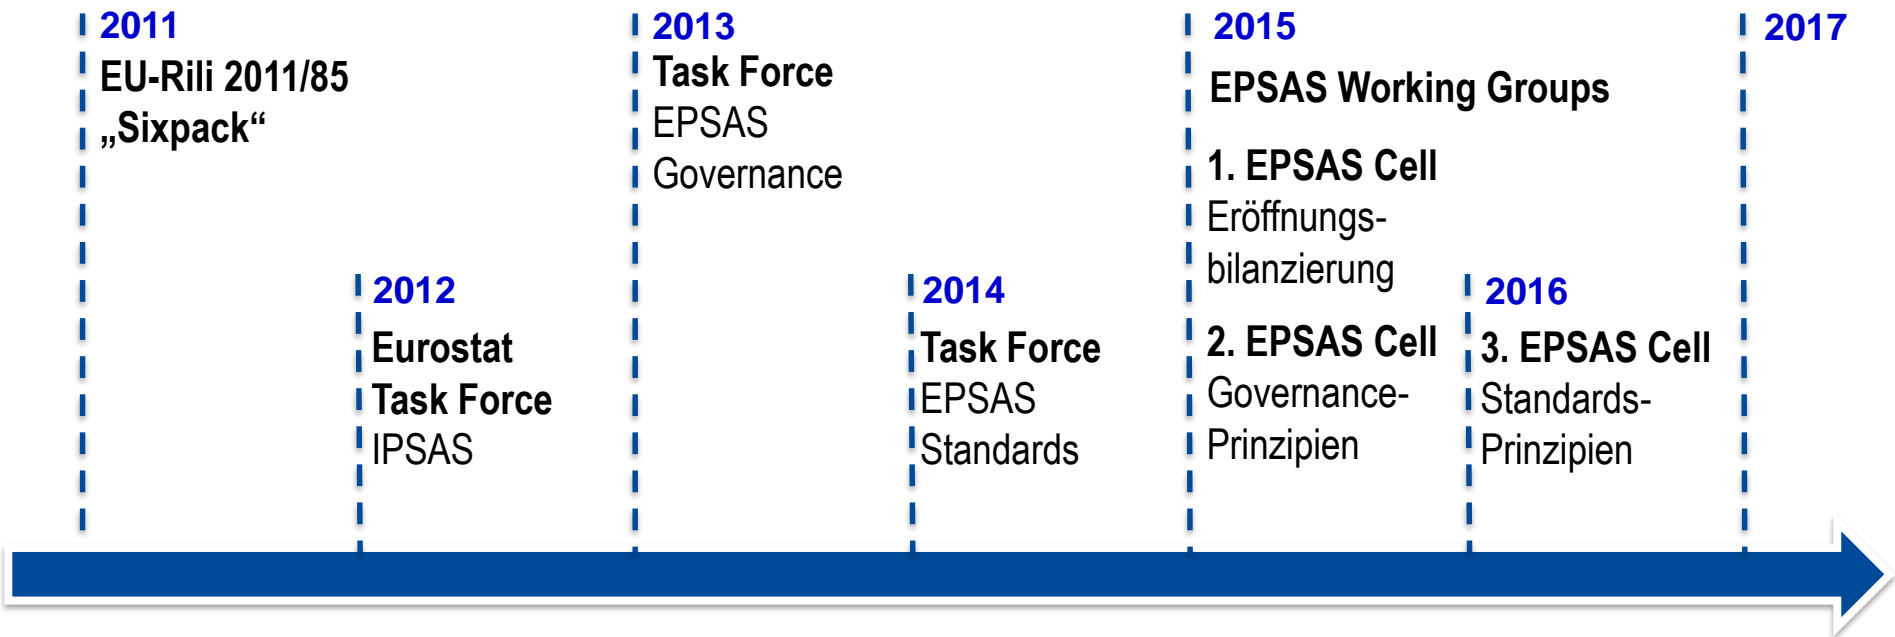 2011
EU-Rili 2011/85
„Sixpack“
2012
Eurostat
Task Force
IPSAS
2013
Task Force
EPSAS
Governance
2014
Task Force
EPSAS
Standards
2015
EPSAS Working Groups
1. EPSAS Cell
Eröffnungs-
bilanzierung
2. EPSAS Cell
Governance-
Prinzipien
2016
3. EPSAS Cell
Standards-
Prinzipien
2017